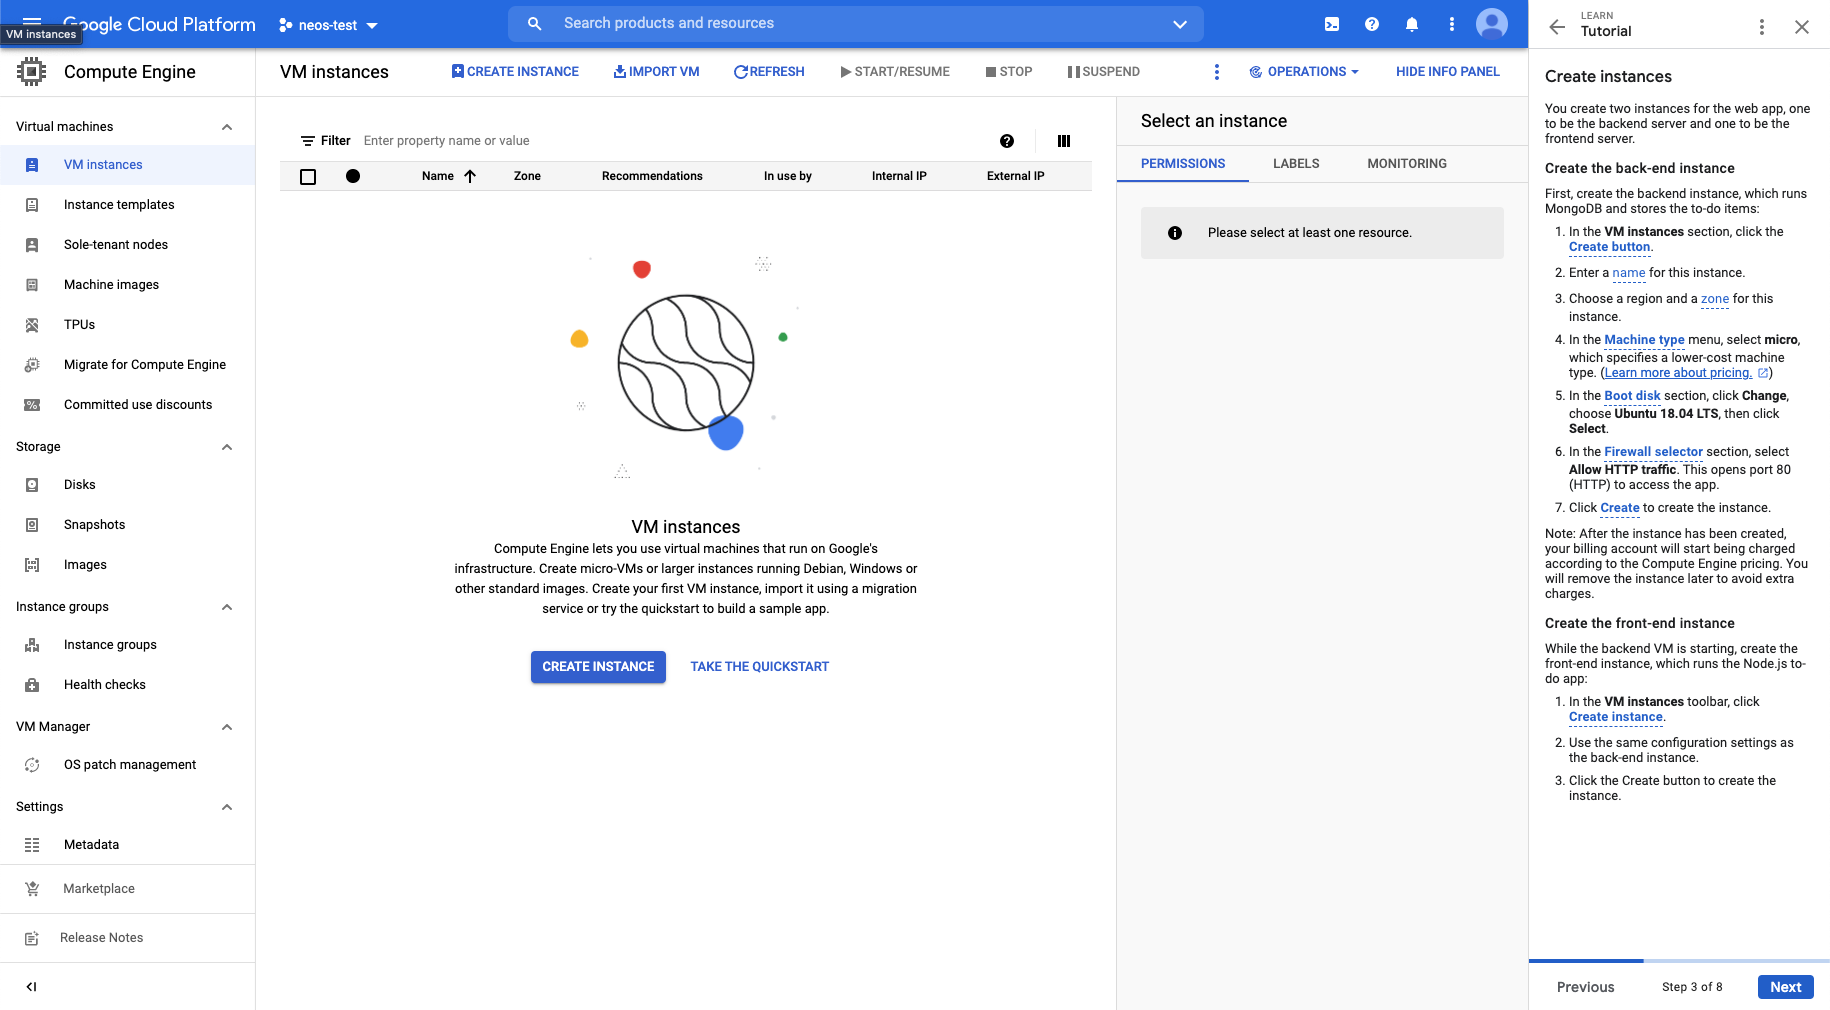 Google Cloud Platform
VM instances
neos-test
Search products and resources
LEARN
Tutorial
Compute Engine
VM instances
CREATE INSTANCE
IMPORT VM
REFRESH
START/RESUME
STOP
SUSPEND
OPERATIONS
HIDE INFO PANEL
Virtual machines
VM instances
Instance templates
Sole-tenant nodes
Machine images
TPUs
Migrate for Compute Engine
Committed use discounts
Storage
Disks
Snapshots
Images
Instance groups
Instance groups
Health checks
VM Manager
OS patch management
Settings
Metadata
Marketplace
Release Notes
Filter Enter property name or value
Name Zone Recommendations In use by Internal IP External IP
VM instances
Compute Engine lets you use virtual machines that run on Google's
infrastructure. Create micro-VMs or larger instances running Debian, Windows or
other standard images. Create your first VM instance, import it using a migration
service or try the quickstart to build a sample app.
CREATE INSTANCE
TAKE THE QUICKSTART
Select an instance
PERMISSIONS
LABELS
MONITORING
Please select at least one resource.
Create instances
You create two instances for the web app, one
to be the backend server and one to be the
frontend server.
Create the back-end instance
First, create the backend instance, which runs
MongoDB and stores the to-do items:
1. In the VM instances section, click the
Create button.
2. Enter a name for this instance.
3. Choose a region and a zone for this
instance.
4. In the Machine type menu, select micro,
which specifies a lower-cost machine
type. (Learn more about pricing. )
5. In the Boot disk section, click Change,
choose Ubuntu 18.04 LTS, then click
Select.
6. In the Firewall selector section, select
Allow HTTP traffic. This opens port 80
(HTTP) to access the app.
7. Click Create to create the instance.
Note: After the instance has been created,
your billing account will start being charged
according to the Compute Engine pricing. You
will remove the instance later to avoid extra
charges.
Create the front-end instance
While the backend VM is starting, create the
front-end instance, which runs the Node.js to-
do app:
1. In the VM instances toolbar, click
Create instance.
2. Use the same configuration settings as
the back-end instance.
3. Click the Create button to create the
instance.
Previous
Step 3 of 8
Next